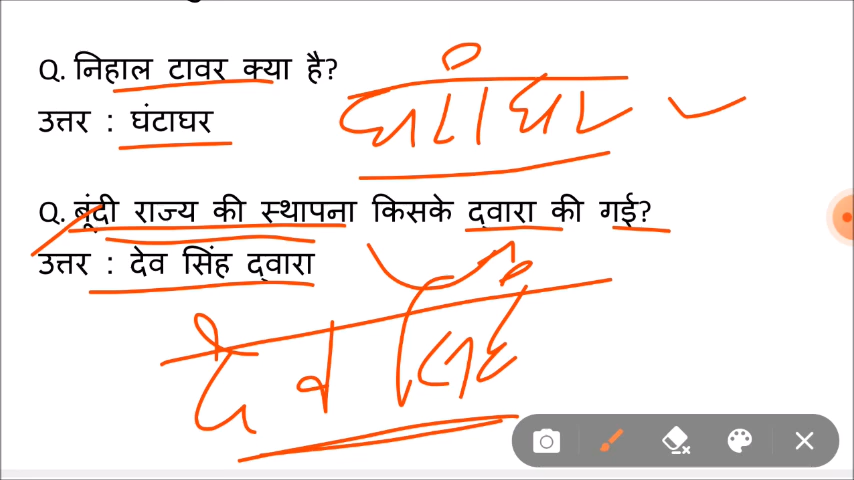 Q. निहाल टावर क्या है?
उत्तर : घंटाघर
घंटाघर
Q. बूंदी राज्य की स्थापना किसके द्वारा की गई?
उत्तर : देव सिंह द्वारा
देव सिंह